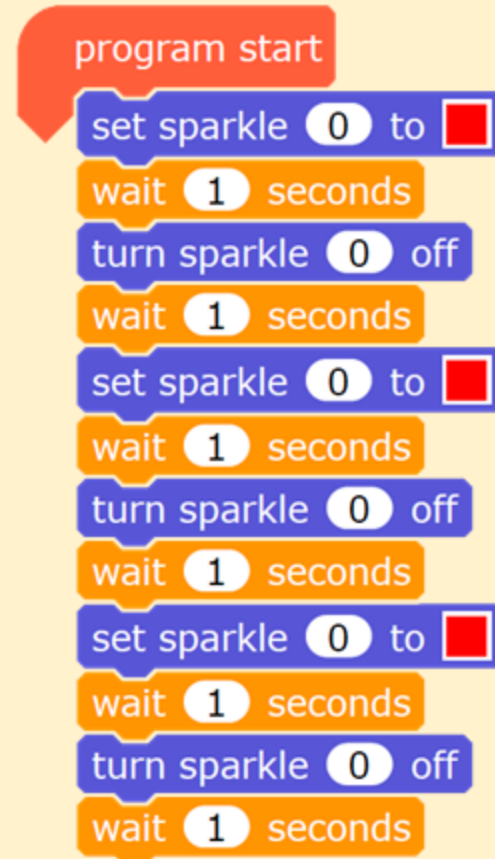 program start
set sparkle 0 to
wait 1 seconds
turn sparkle 0 off
wait 1 seconds
set sparkle 0 to
wait 1 seconds
turn sparkle 0 off
wait 1 seconds
set sparkle 0 to
wait 1 seconds
turn sparkle 0 off
wait 1 seconds